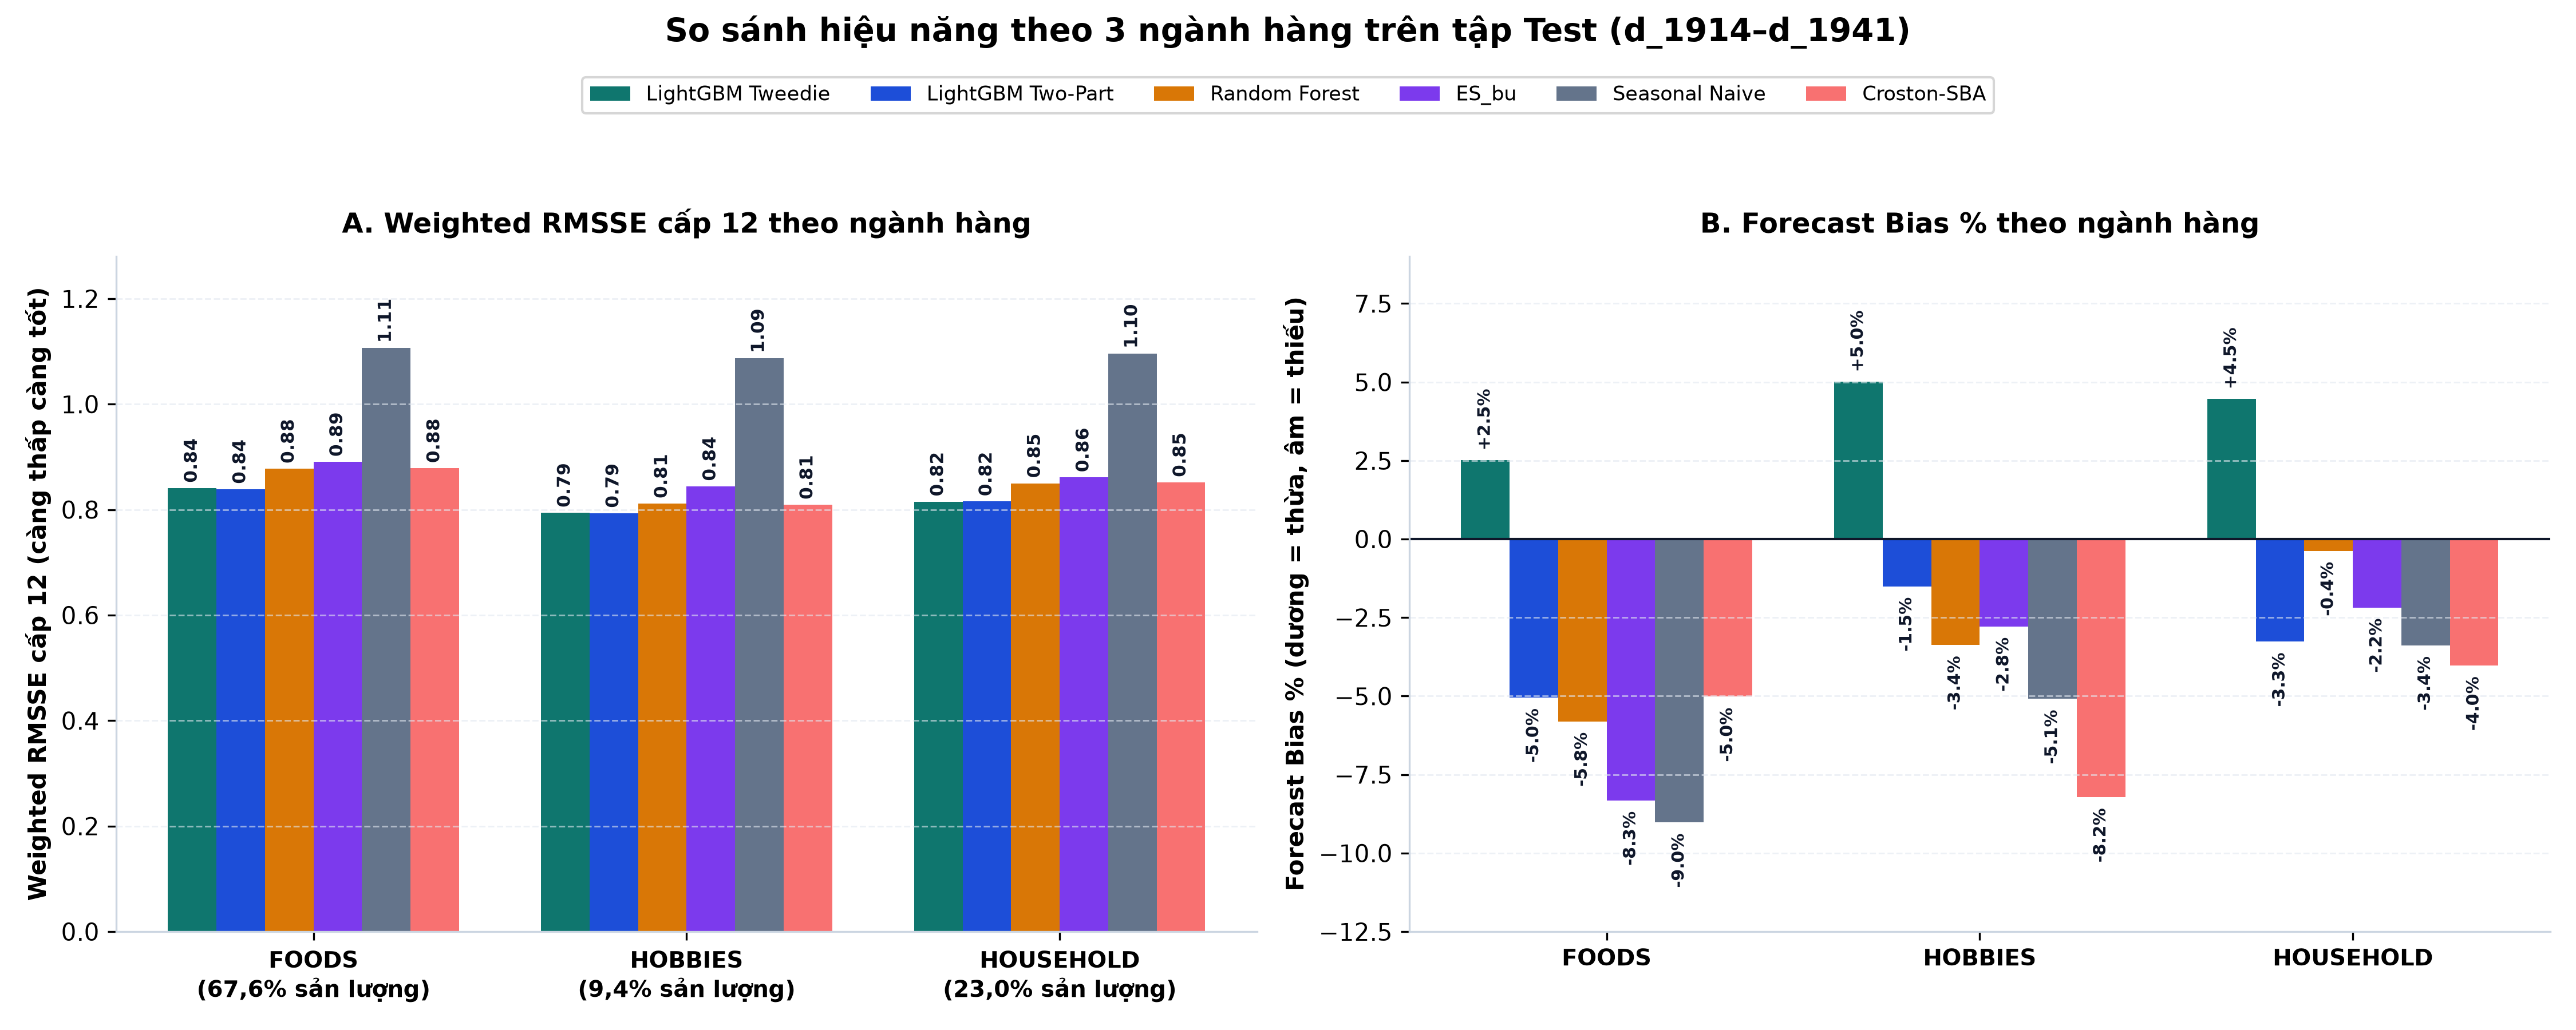 So sánh hiệu năng theo 3 ngành hàng trên tập Test (d_1914–d_1941)
LightGBM Tweedie
LightGBM Two-Part
Random Forest
ES_bu
Seasonal Naive
Croston-SBA
A. Weighted RMSSE cấp 12 theo ngành hàng
Weighted RMSSE cấp 12 (càng thấp càng tốt)
1.2
1.0
0.8
0.6
0.4
0.2
0.0
0.84
0.84
0.88
0.89
1.11
0.88
0.79
0.79
0.81
0.84
1.09
0.81
0.82
0.82
0.85
0.86
1.10
0.85
FOODS
(67,6% sản lượng)
HOBBIES
(9,4% sản lượng)
HOUSEHOLD
(23,0% sản lượng)
B. Forecast Bias % theo ngành hàng
Forecast Bias % (dương = thừa, âm = thiếu)
7.5
5.0
2.5
0.0
−2.5
−5.0
−7.5
−10.0
−12.5
+2.5%
-5.0%
-5.8%
-8.3%
-9.0%
-5.0%
+5.0%
-1.5%
-3.4%
-2.8%
-5.1%
-8.2%
+4.5%
-3.3%
-0.4%
-2.2%
-3.4%
-4.0%
FOODS
HOBBIES
HOUSEHOLD